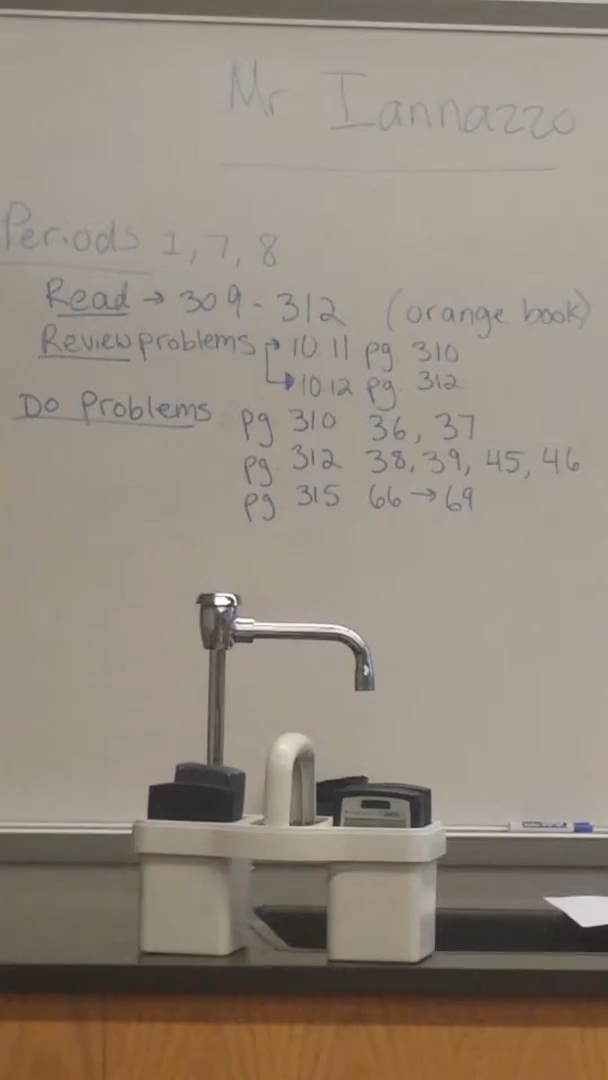 Mr Iannazzo
Periods 1, 7, 8
Read → 309 - 312 (orange book)
Review problems → 10 11 pg 310
→ 10 12 pg. 312
Do Problems pg 310 36, 37
pg. 312 38, 39, 45, 46
pg 315 66 → 69